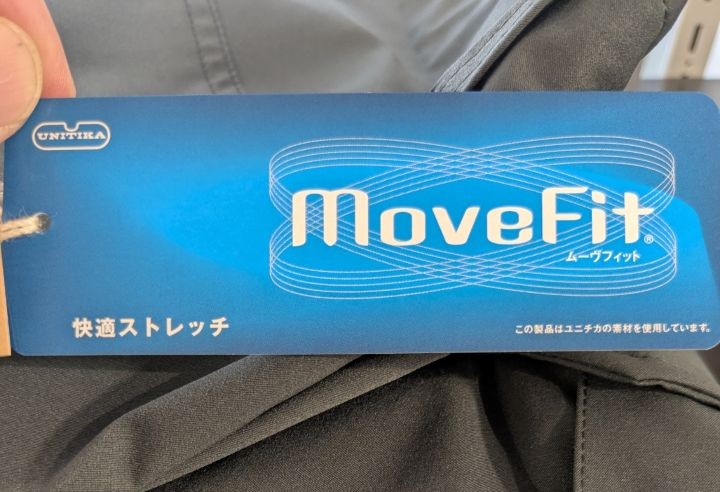 UNITIKA
MoveFit®
ムーヴフィット
快適ストレッチ
この製品はユニチカの素材を使用しています。